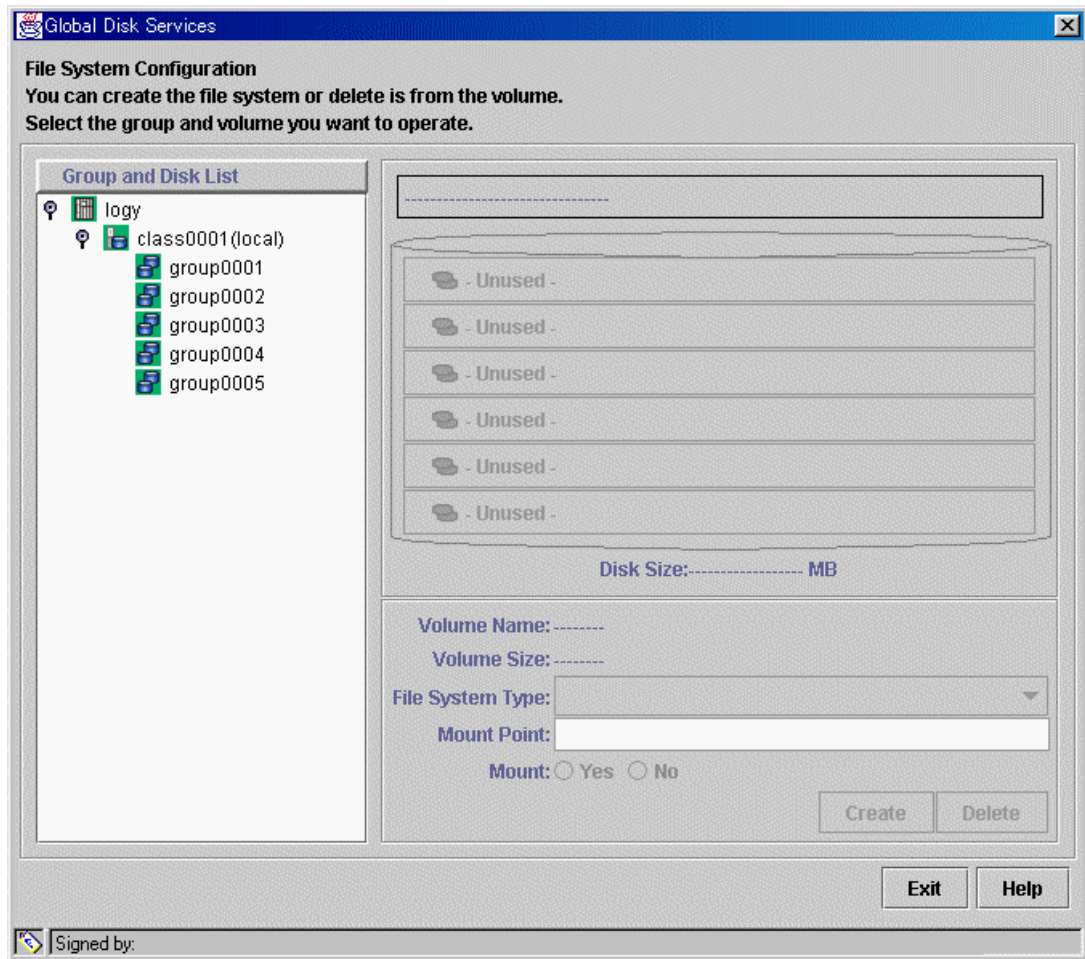 Global Disk Services
File System Configuration
You can create the file system or delete is from the volume.
Select the group and volume you want to operate.
Group and Disk List
logy
class0001(local)
group0001
group0002
group0003
group0004
group0005
--------------------------------
- Unused -
- Unused -
- Unused -
- Unused -
- Unused -
- Unused -
Disk Size:------------------ MB
Volume Name: --------
Volume Size: --------
File System Type:
Mount Point:
Mount: Yes No
Create Delete
Exit Help
Signed by: